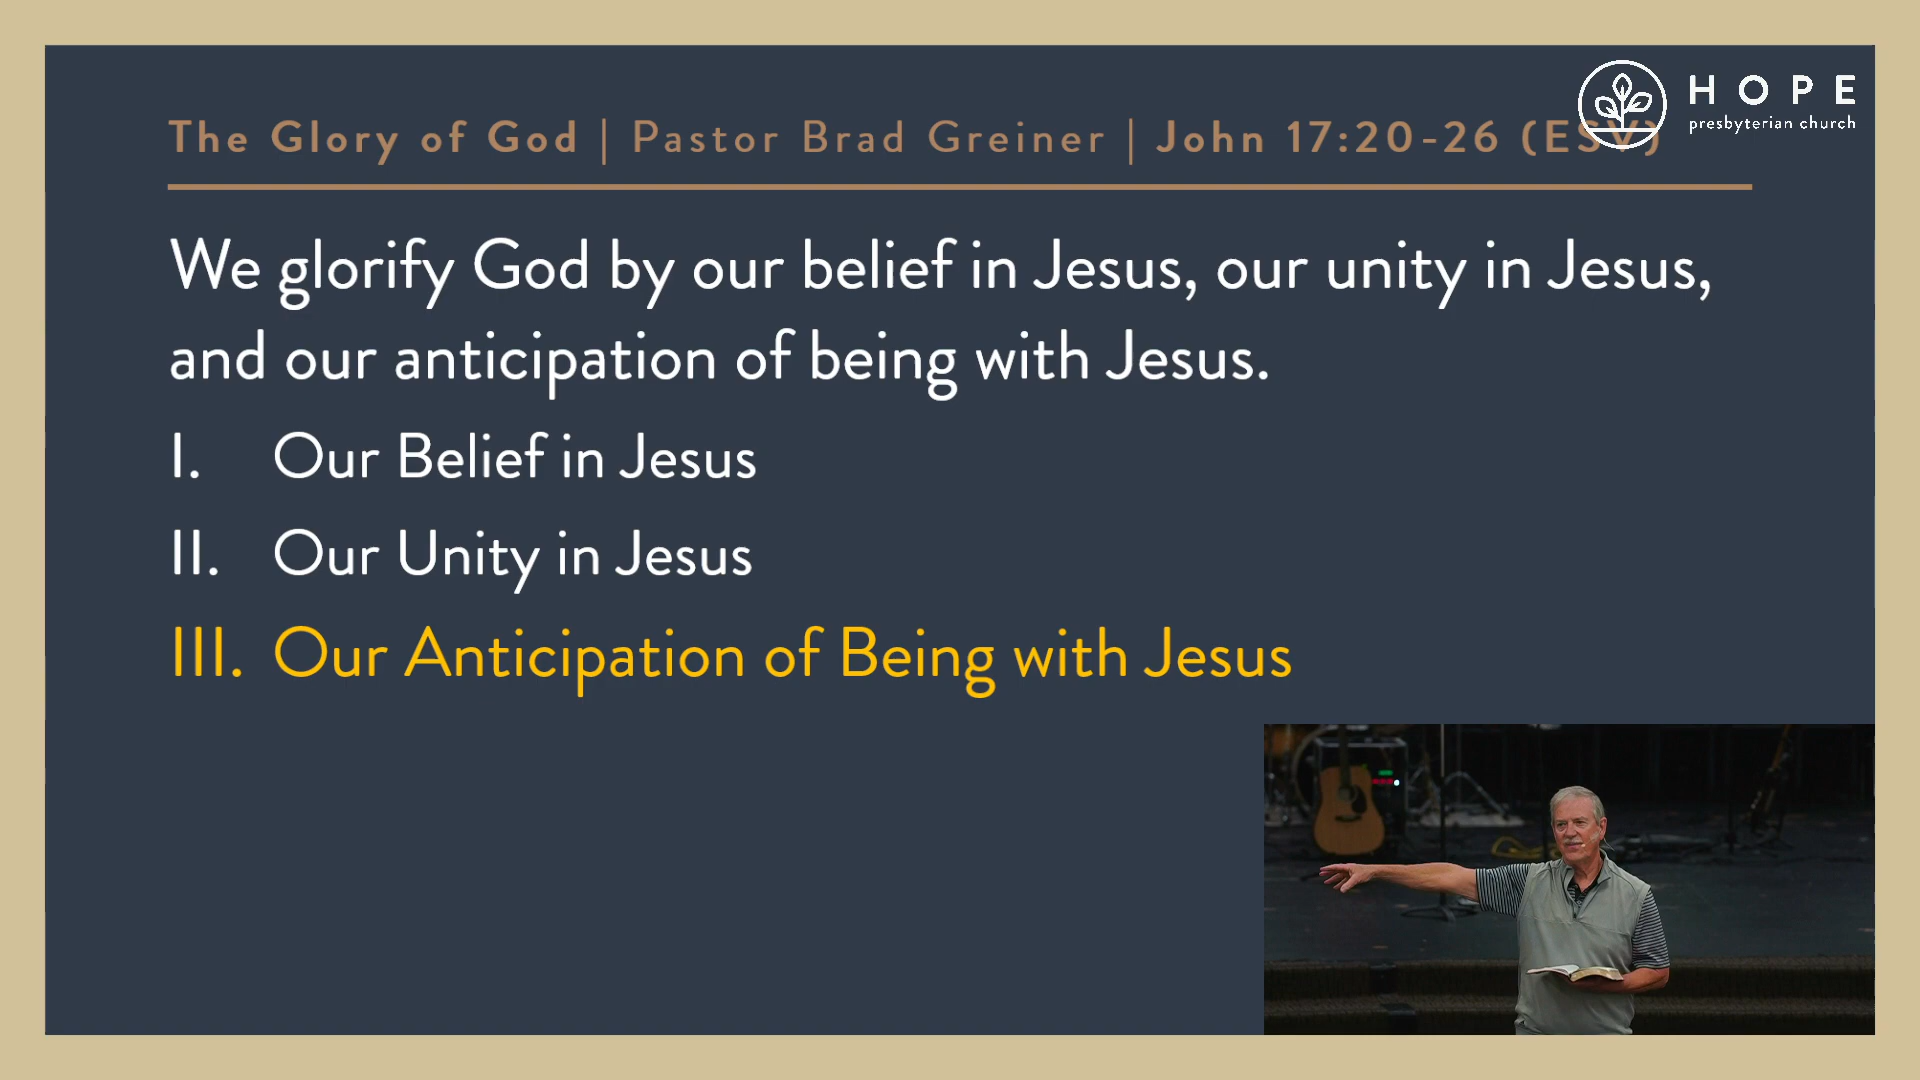 HOPE
presbyterian church
The Glory of God | Pastor Brad Greiner | John 17:20-26 (ESV)
We glorify God by our belief in Jesus, our unity in Jesus,
and our anticipation of being with Jesus.
I. Our Belief in Jesus
II. Our Unity in Jesus
III. Our Anticipation of Being with Jesus